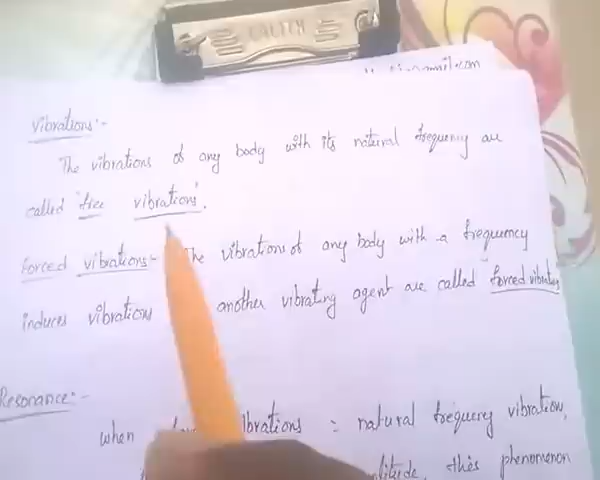 CALITH
Vibrations:-
The vibrations of any body with its natural frequency are
called 'free vibrations'.
Forced vibrations:- The vibrations of any body with a frequency
induces vibrations another vibrating agent are called forced vibrating
Resonance:-
when vibrations = natural frequency vibration,
this phenomenon